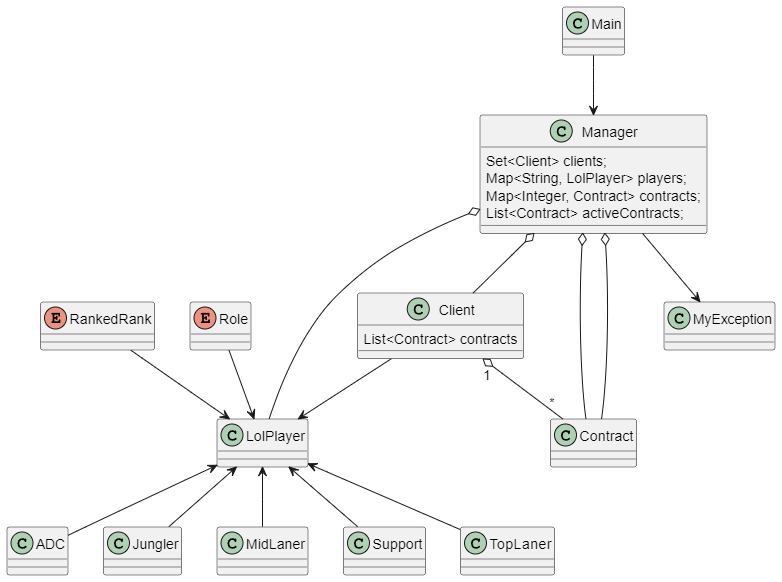 C Main
C Manager
Set<Client> clients;
Map<String, LolPlayer> players;
Map<Integer, Contract> contracts;
List<Contract> activeContracts;
E RankedRank
E Role
C Client
List<Contract> contracts
C MyException
1
*
C LolPlayer
C Contract
C ADC
C Jungler
C MidLaner
C Support
C TopLaner